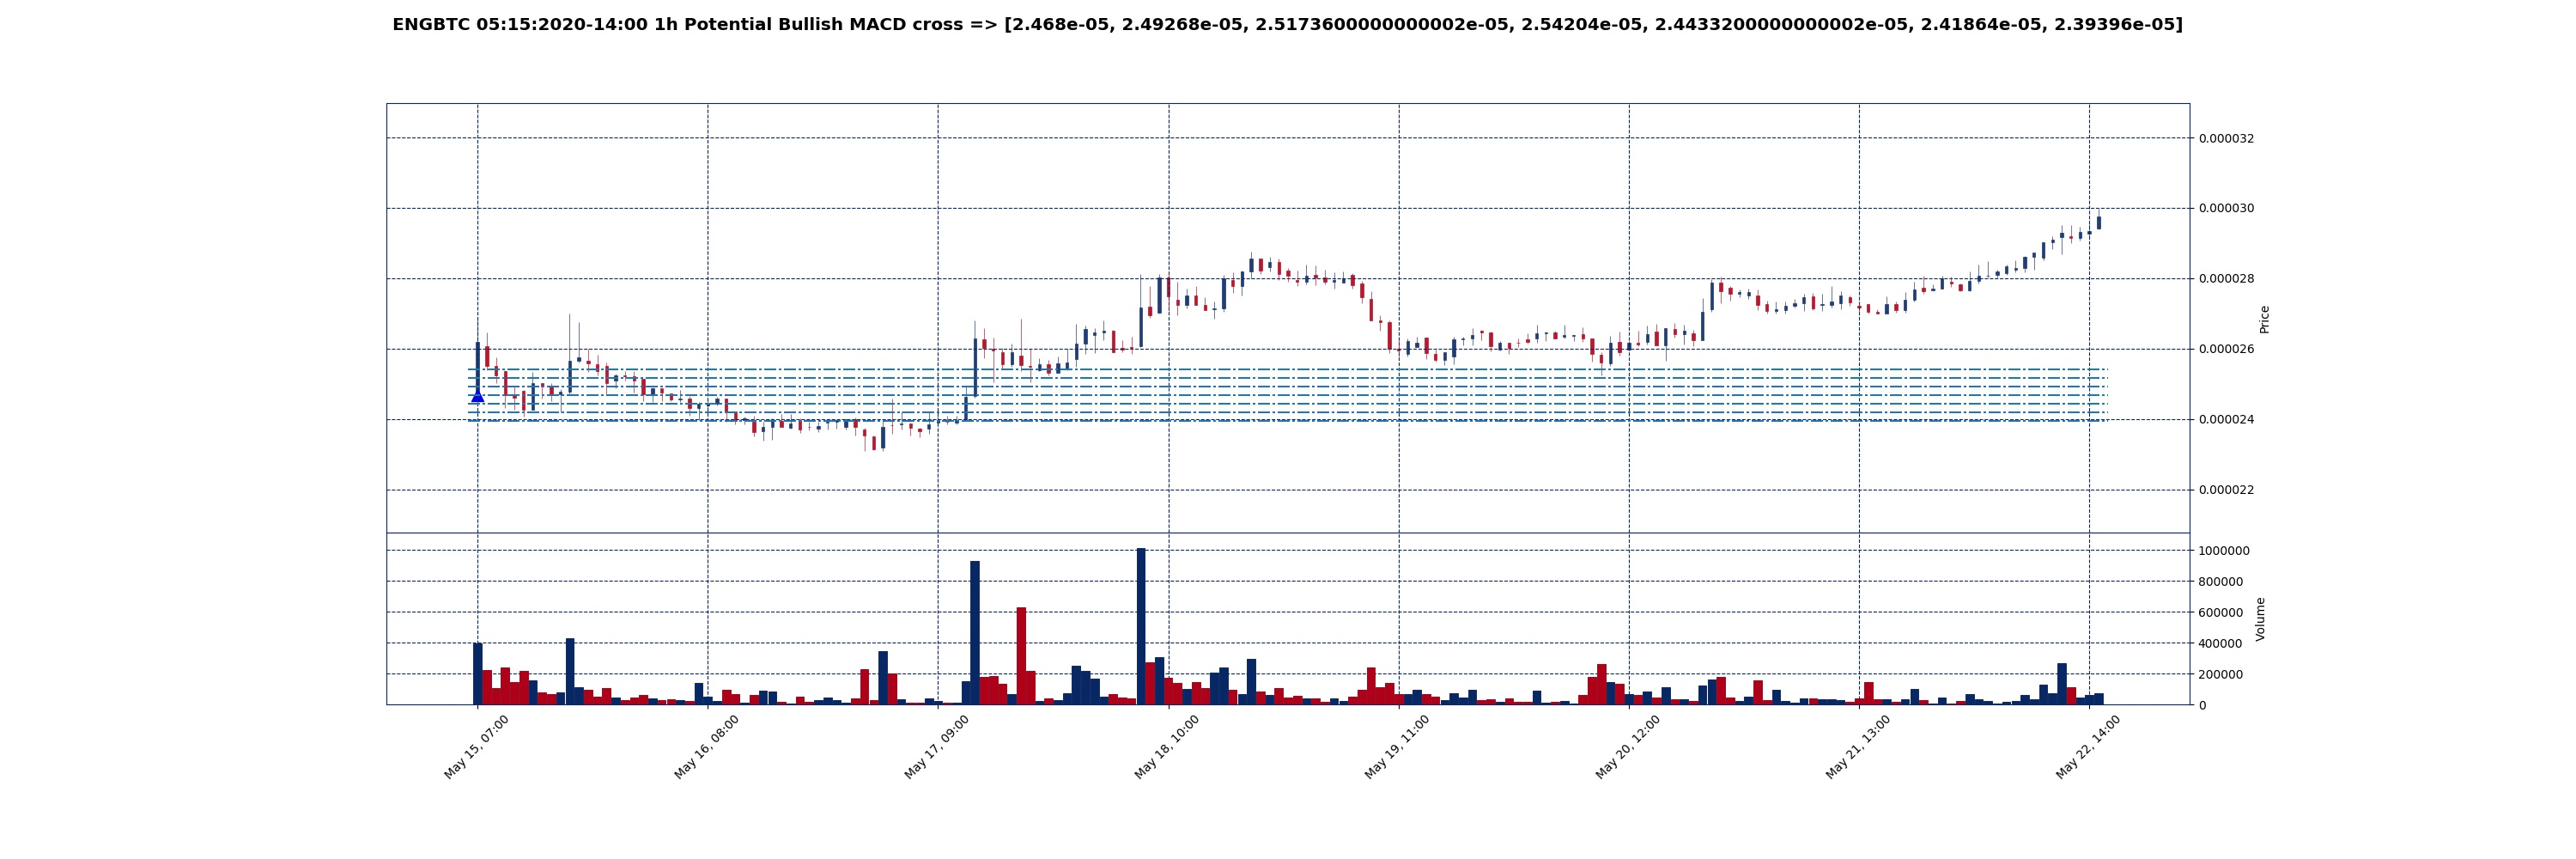 ENGBTC 05:15:2020-14:00 1h Potential Bullish MACD cross => [2.468e-05, 2.49268e-05, 2.5173600000000002e-05, 2.54204e-05, 2.4433200000000002e-05, 2.41864e-05, 2.39396e-05]
0.000032
0.000030
0.000028
0.000026
0.000024
0.000022
Price
1000000
800000
600000
400000
200000
0
Volume
May 15, 07:00
May 16, 08:00
May 17, 09:00
May 18, 10:00
May 19, 11:00
May 20, 12:00
May 21, 13:00
May 22, 14:00